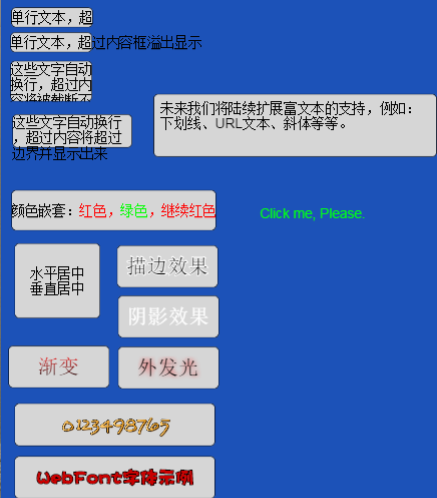 单行文本，超
单行文本，超过内容框溢出显示
这些文字自动
换行，超过内
容将被截断不
这些文字自动换行
，超过内容将超过
边界并显示出来
未来我们将陆续扩展富文本的支持，例如：
下划线、URL文本、斜体等等。
颜色嵌套：红色，绿色，继续红色
Click me, Please.
水平居中
垂直居中
描边效果
阴影效果
渐变
外发光
0123498765
WebFont字体示例